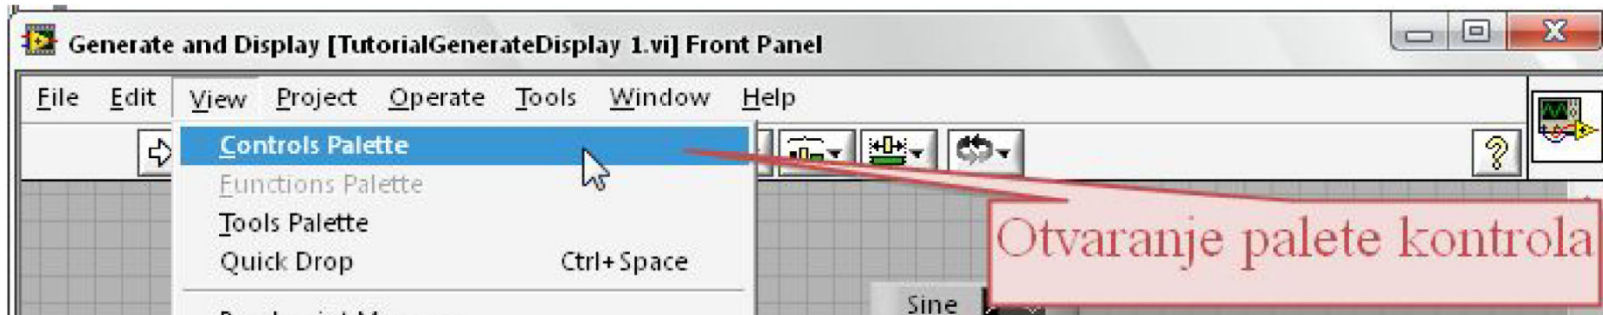 Generate and Display [TutorialGenerateDisplay 1.vi] Front Panel
File Edit View Project Operate Tools Window Help
Controls Palette
Functions Palette
Tools Palette
Quick Drop Ctrl+Space
Otvaranje palete kontrola
Sine